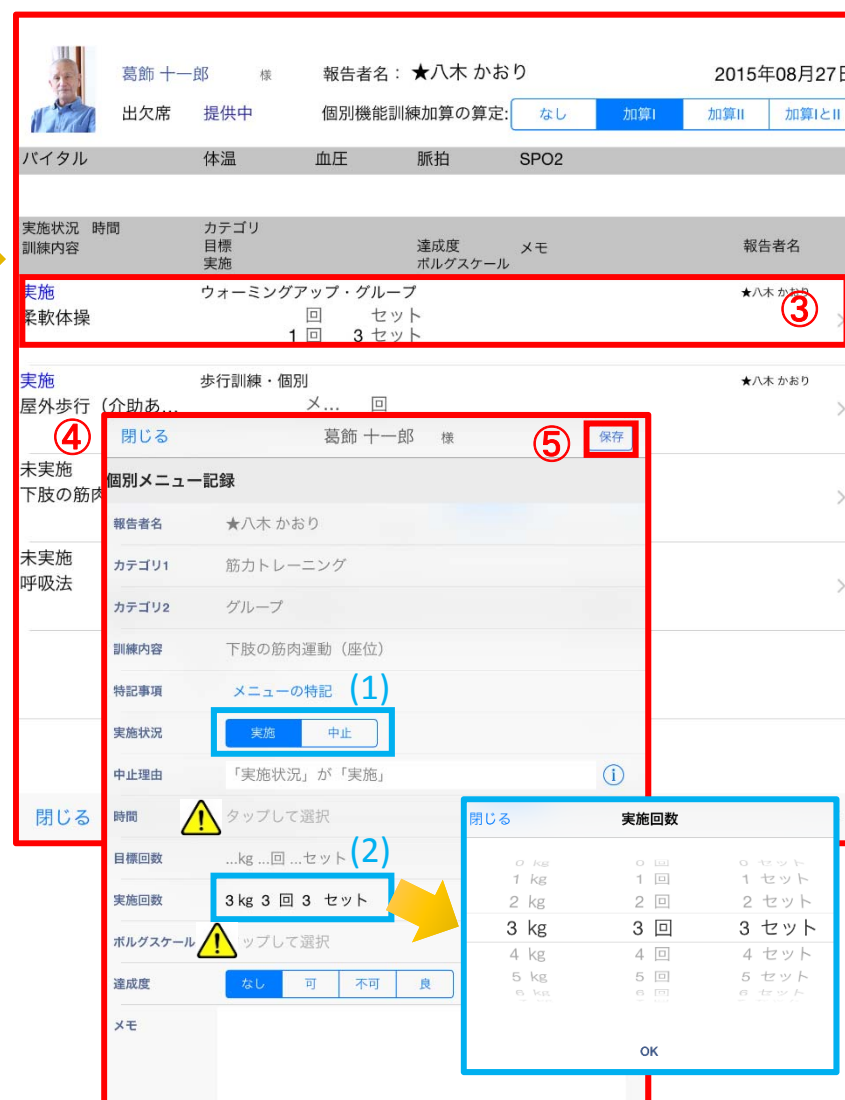 葛飾 十一郎 様 報告者名：★八木 かおり 2015年08月27日
出欠席 提供中 個別機能訓練加算の算定: なし 加算I 加算II 加算IとII
バイタル 体温 血圧 脈拍 SPO2
実施状況 時間 カテゴリ
訓練内容 目標 達成度 メモ 報告者名
実施 ボルグスケール
実施 ウォーミングアップ・グループ ★八木 かおり
柔軟体操 回 セット ③
1 回 3 セット
実施 歩行訓練・個別 ★八木 かおり
屋外歩行（介助あ... メ... 回
④ 閉じる 葛飾 十一郎 様 ⑤ 保存
未実施
下肢の筋肉
個別メニュー記録
報告者名 ★八木 かおり
未実施
呼吸法
カテゴリ1 筋力トレーニング
カテゴリ2 グループ
訓練内容 下肢の筋肉運動（座位）
特記事項 メニューの特記 (1)
実施状況 実施 中止
中止理由 「実施状況」が「実施」
閉じる
時間 タップして選択
目標回数 ...kg ...回 ...セット (2)
実施回数 3 kg 3 回 3 セット
ボルグスケール ップして選択
達成度 なし 可 不可 良
メモ
閉じる 実施回数
0 kg 0 回 0 セット
1 kg 1 回 1 セット
2 kg 2 回 2 セット
3 kg 3 回 3 セット
4 kg 4 回 4 セット
5 kg 5 回 5 セット
6 kg 6 回 6 セット
OK